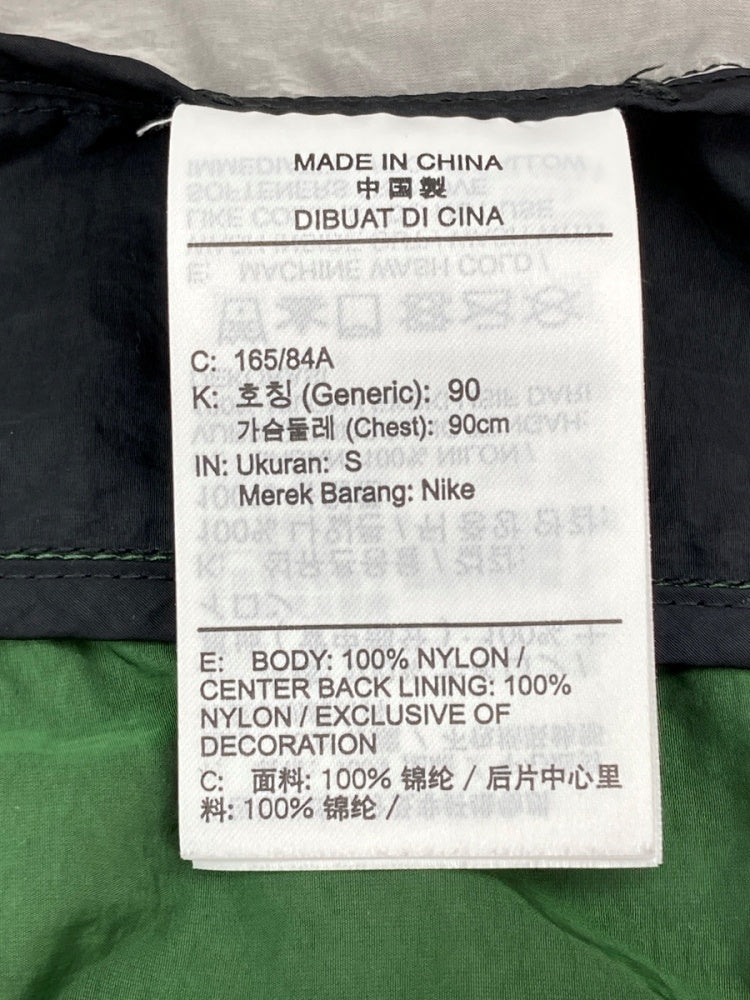 MADE IN CHINA
中国製
DIBUAT DI CINA
C: 165/84A
K: 호칭 (Generic): 90
가슴둘레 (Chest): 90cm
IN: Ukuran: S
Merek Barang: Nike
E: BODY: 100% NYLON /
CENTER BACK LINING: 100%
NYLON / EXCLUSIVE OF
DECORATION
C: 面料: 100% 锦纶 / 后片中心里
料: 100% 锦纶 /